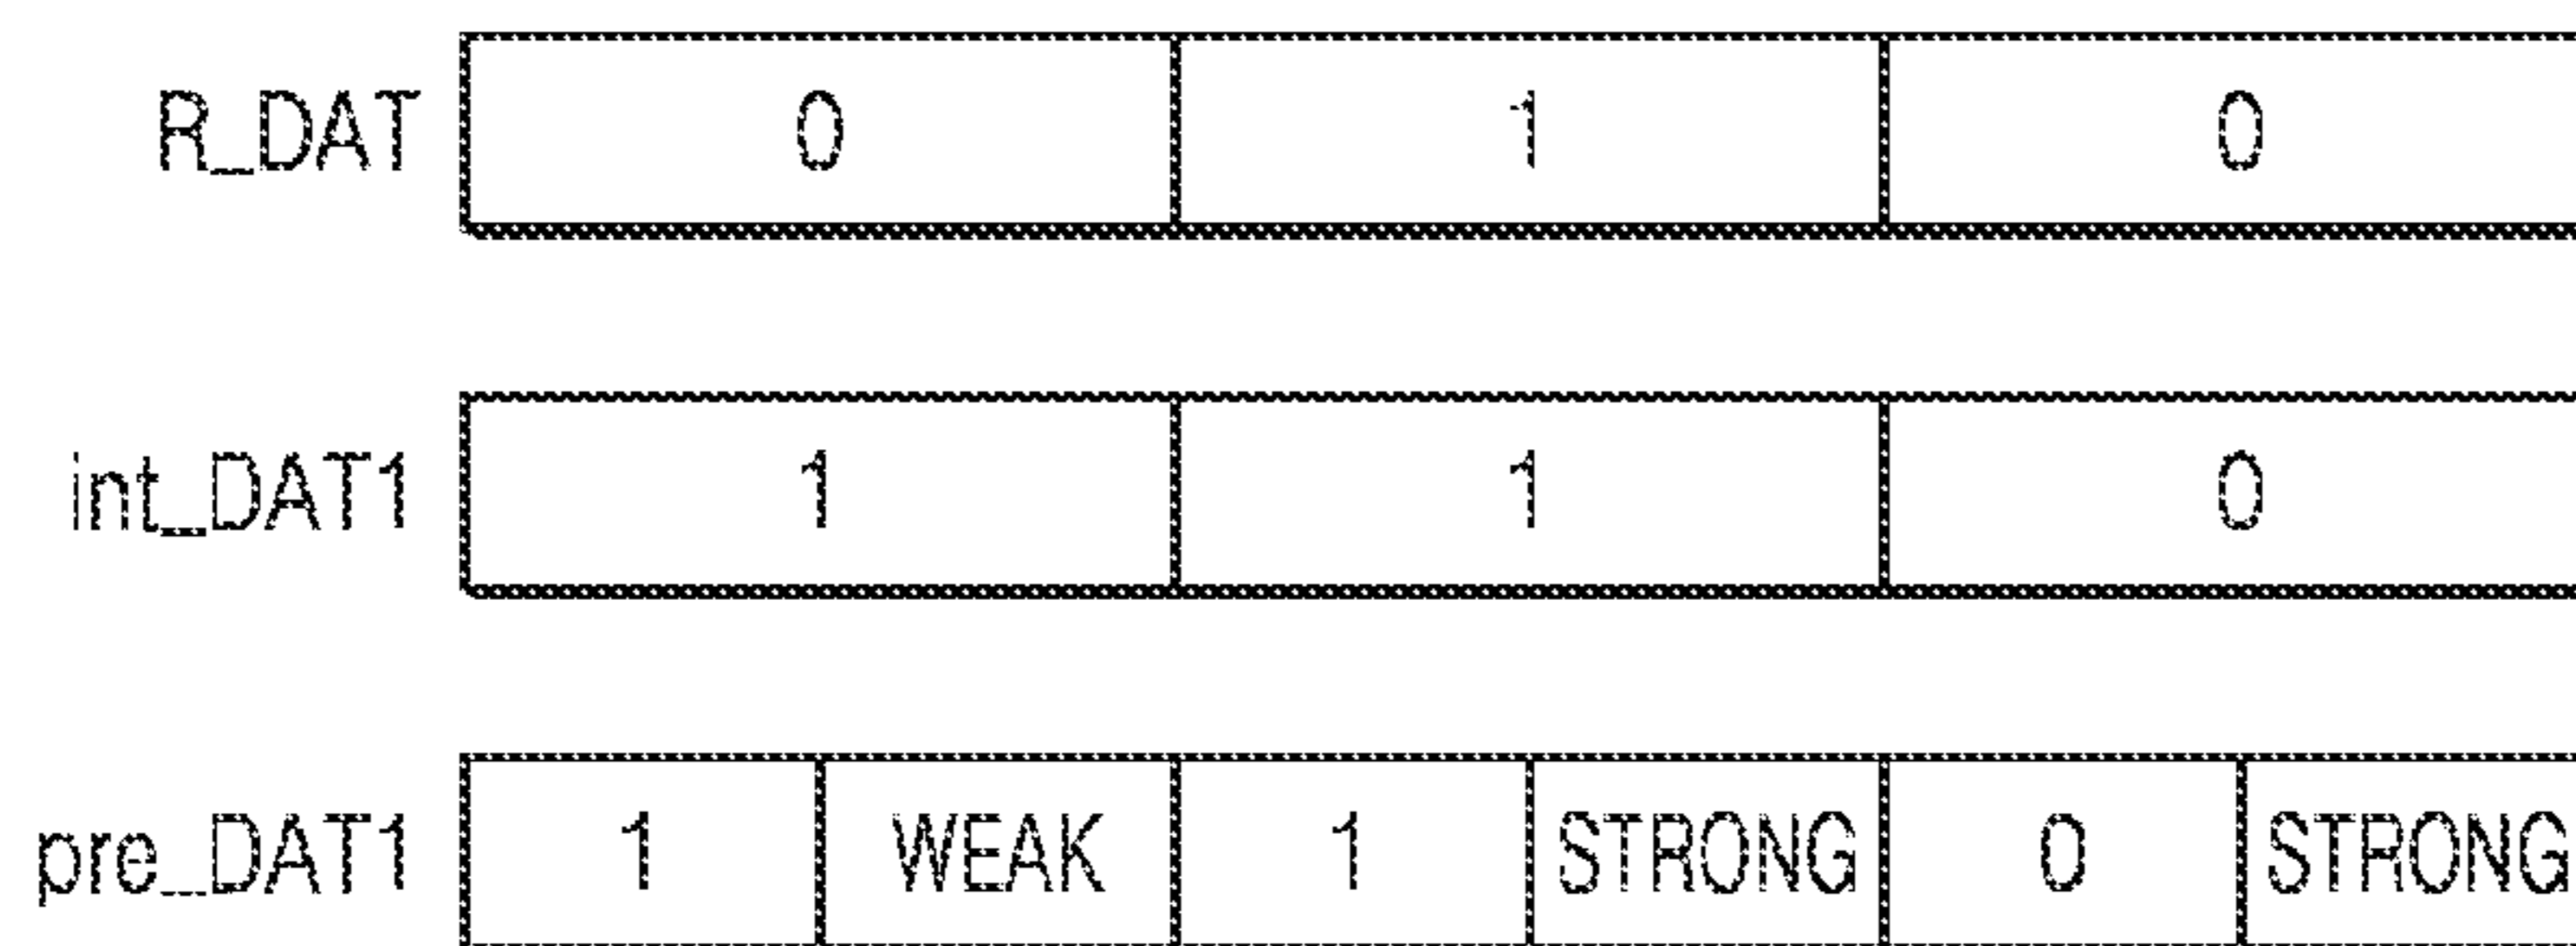 R_DAT 0 1 0
int_DAT1 1 1 0
pre_DAT1 1 WEAK 1 STRONG 0 STRONG